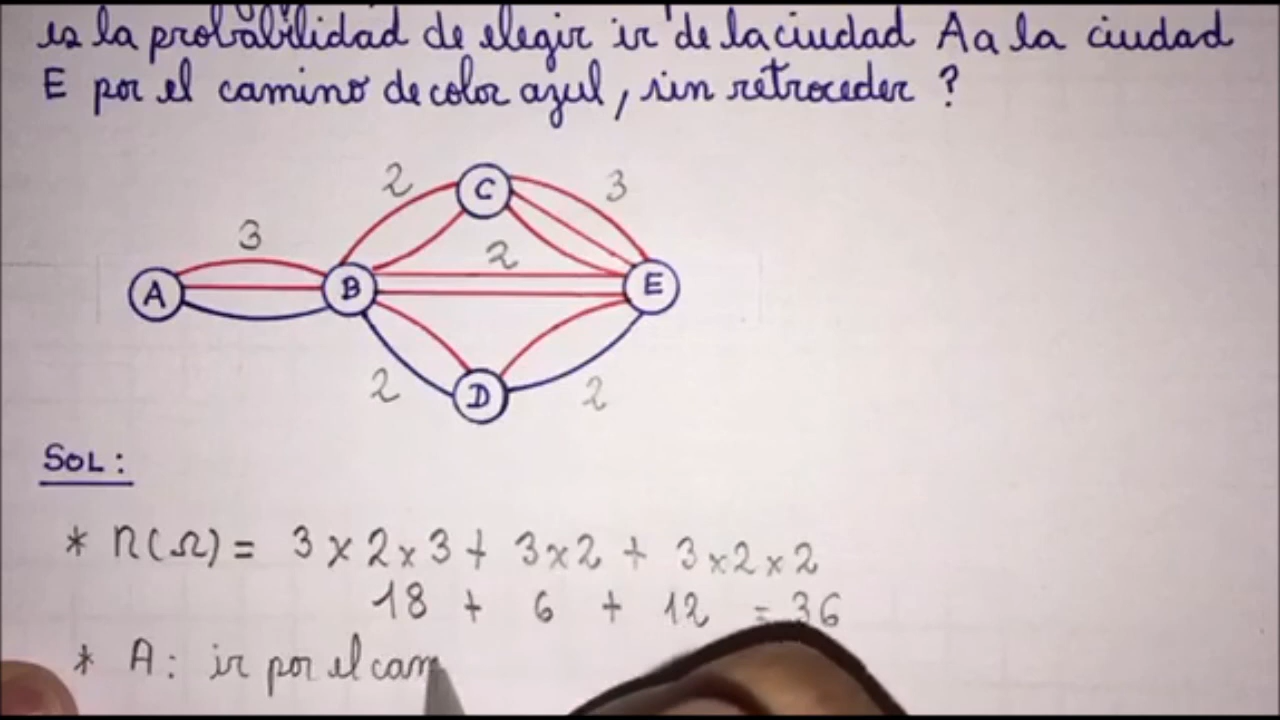 es la probabilidad de elegir ir de la ciudad A a la ciudad
E por el camino de color azul, sin retroceder ?
2
C
3
3
2
A
B
E
2
D
2
SOL :
* n(Ω) = 3 x 2 x 3 + 3 x 2 + 3 x 2 x 2
18 + 6 + 12 = 36
* A : ir por el cam